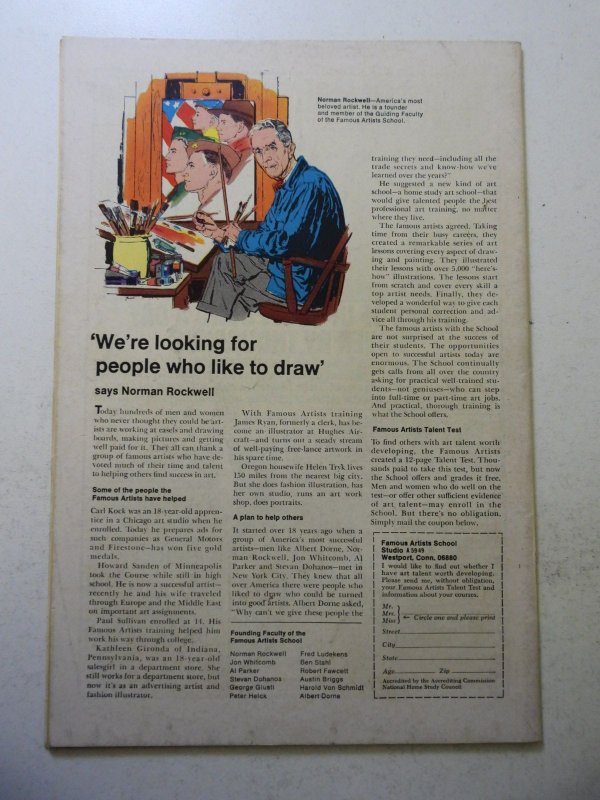 Norman Rockwell—America's most
beloved artist. He is a founder
and member of the Guiding Faculty
of the Famous Artists School.
'We're looking for
people who like to draw'
says Norman Rockwell
Today hundreds of men and women
who never thought they could be art-
ists are working at easels and drawing
boards, making pictures and getting
well paid for it. They all can thank a
group of famous artists who have de-
voted much of their time and talent
to helping others find success in art.
Some of the people the
Famous Artists have helped
Carl Kock was an 18-year-old appren-
tice in a Chicago art studio when he
enrolled. Today he prepares ads for
such companies as General Motors
and Firestone—has won five gold
medals.
Howard Sanden of Minneapolis
took the Course while still in high
school. He is now a successful artist—
recently he and his wife traveled
through Europe and the Middle East
on important art assignments.
Paul Sullivan enrolled at 14. His
Famous Artists training helped him
work his way through college.
Kathleen Gironda of Indiana,
Pennsylvania, was an 18-year-old
salesgirl in a department store. She
still works for a department store, but
now it's as an advertising artist and
fashion illustrator.
With Famous Artists training
James Ryan, formerly a clerk, has be-
come an illustrator at Hughes Air-
craft—and turns out a steady stream
of well-paying free-lance artwork in
his spare time.
Oregon housewife Helen Tryk lives
150 miles from the nearest big city.
But she does fashion illustration, has
her own studio, runs an art work
shop, does portraits.
A plan to help others
It started over 18 years ago when a
group of America's most successful
artists—men like Albert Dorne, Nor-
man Rockwell, Jon Whitcomb, Al
Parker and Stevan Dohanos—met in
New York City. They knew that all
over America there were people who
liked to draw who could be turned
into good artists. Albert Dorne asked,
"Why can't we give these people the
Founding Faculty of the
Famous Artists School
Norman Rockwell
Jon Whitcomb
Al Parker
Stevan Dohanos
George Giusti
Peter Helck
Fred Ludekens
Ben Stahl
Robert Fawcett
Austin Briggs
Harold Von Schmidt
Albert Dorne
training they need—including all the
trade secrets and know-how we've
learned over the years?"
He suggested a new kind of art
school—a home study art school—that
would give talented people the best
professional art training, no matter
where they live.
The famous artists agreed. Taking
time from their busy careers, they
created a remarkable series of art
lessons covering every aspect of draw-
ing and painting. They illustrated
their lessons with over 5,000 "here's-
how" illustrations. The lessons start
from scratch and cover every skill a
top artist needs. Finally, they de-
veloped a wonderful way to give each
student personal correction and ad-
vice all through his training.
The famous artists with the School
are not surprised at the success of
their students. The opportunities
open to successful artists today are
enormous. The School continually
gets calls from all over the country
asking for practical well-trained stu-
dents—not geniuses—who can step
into full-time or part-time art jobs.
And practical, thorough training is
what the School offers.
Famous Artists Talent Test
To find others with art talent worth
developing, the Famous Artists
created a 12-page Talent Test. Thou-
sands paid to take this test, but now
the School offers and grades it free.
Men and women who do well on the
test—or offer other sufficient evidence
of art talent—may enroll in the
School. But there's no obligation.
Simply mail the coupon below.
Famous Artists School
Studio A5949
Westport, Conn. 06880
I would like to find out whether I
have art talent worth developing.
Please send me, without obligation,
your Famous Artists Talent Test and
information about your courses.
Mr.
Mrs.
Miss ← Circle one and please print
Street
City
State
Age Zip
Accredited by the Accrediting Commission
National Home Study Council